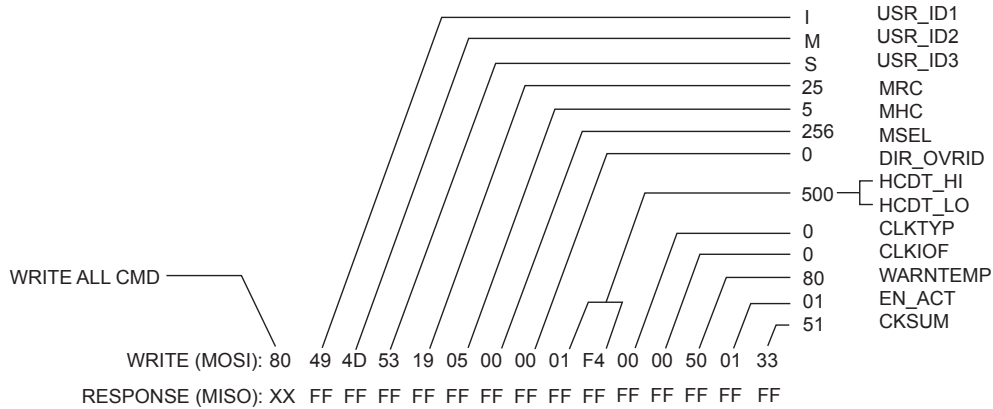 I USR_ID1
M USR_ID2
S USR_ID3
25 MRC
5 MHC
256 MSEL
0 DIR_OVRID
500 HCDT_HI
HCDT_LO
0 CLKTYP
0 CLKIOF
80 WARNTEMP
01 EN_ACT
51 CKSUM
WRITE ALL CMD
WRITE (MOSI): 80 49 4D 53 19 05 00 00 01 F4 00 00 50 01 33
RESPONSE (MISO): XX FF FF FF FF FF FF FF FF FF FF FF FF FF FF